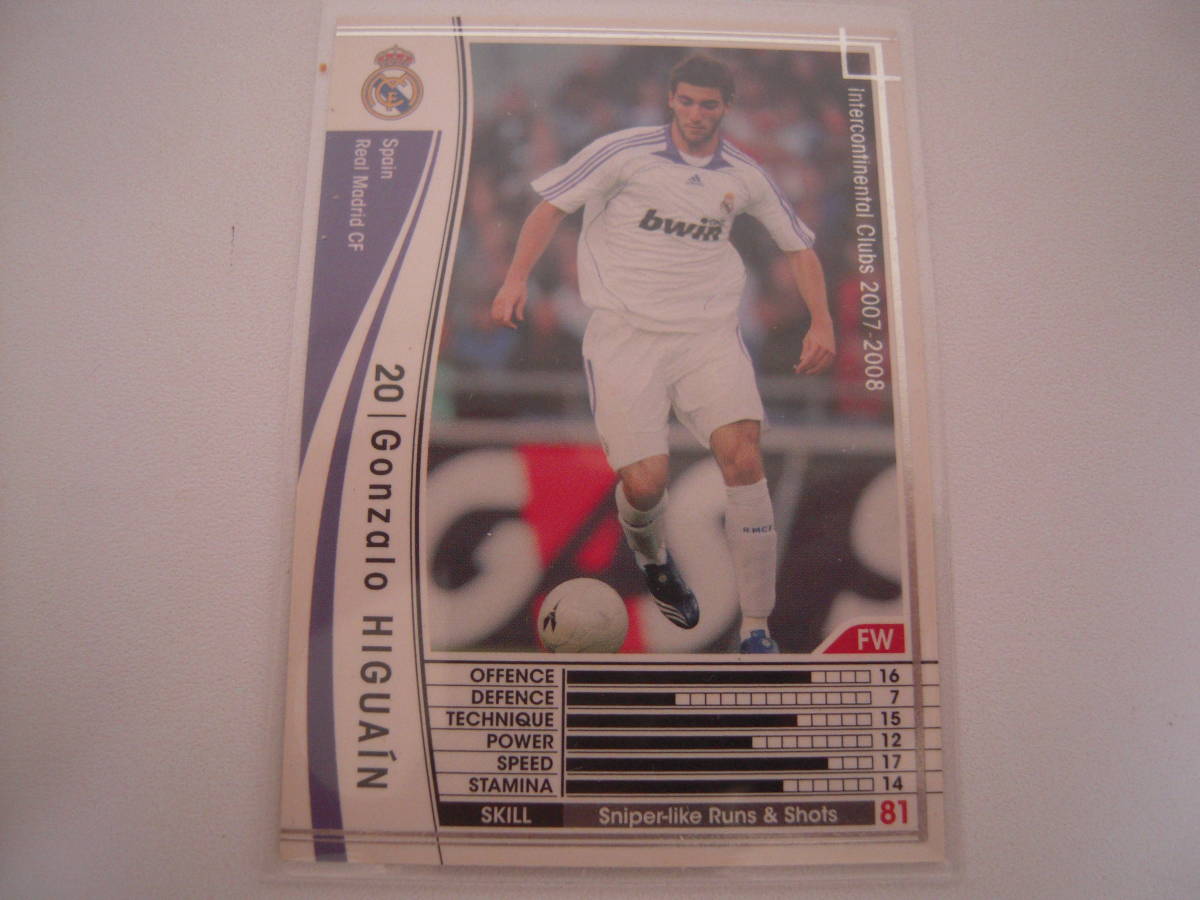 Spain
Real Madrid CF
20 | Gonzalo HIGUAÍN
intercontinental Clubs 2007-2008
bwin
adidas
R.M.C.F
FW
OFFENCE 16
DEFENCE 7
TECHNIQUE 15
POWER 12
SPEED 17
STAMINA 14
SKILL Sniper-like Runs & Shots 81